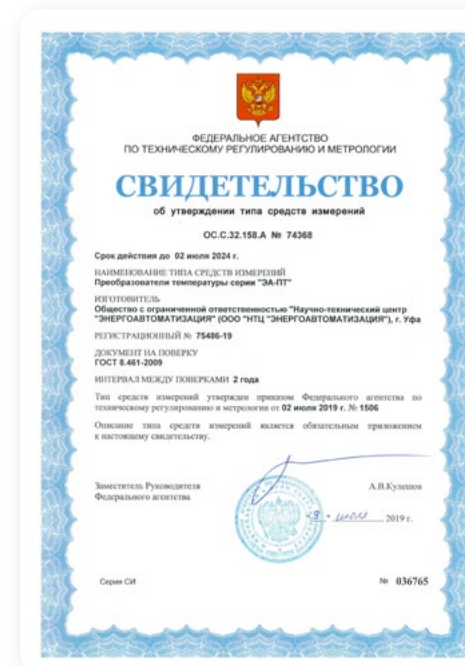 ФЕДЕРАЛЬНОЕ АГЕНТСТВО
ПО ТЕХНИЧЕСКОМУ РЕГУЛИРОВАНИЮ И МЕТРОЛОГИИ
СВИДЕТЕЛЬСТВО
об утверждении типа средств измерений
ОС.С.32.158.А № 74368
Срок действия до 02 июля 2024 г.
НАИМЕНОВАНИЕ ТИПА СРЕДСТВ ИЗМЕРЕНИЙ
Преобразователи температуры серии "ЭА-ПТ"
ИЗГОТОВИТЕЛЬ
Общество с ограниченной ответственностью "Научно-технический центр
"ЭНЕРГОАВТОМАТИЗАЦИЯ" (ООО "НТЦ "ЭНЕРГОАВТОМАТИЗАЦИЯ"), г. Уфа
РЕГИСТРАЦИОННЫЙ № 75486-19
ДОКУМЕНТ НА ПОВЕРКУ
ГОСТ 8.461-2009
ИНТЕРВАЛ МЕЖДУ ПОВЕРКАМИ 2 года
Тип средств измерений утвержден приказом Федерального агентства по
техническому регулированию и метрологии от 02 июля 2019 г. № 1506
Описание типа средств измерений является обязательным приложением
к настоящему свидетельству.
Заместитель Руководителя
Федерального агентства
А.В.Кулешов
июля 2019 г.
Серия СИ
№ 036765